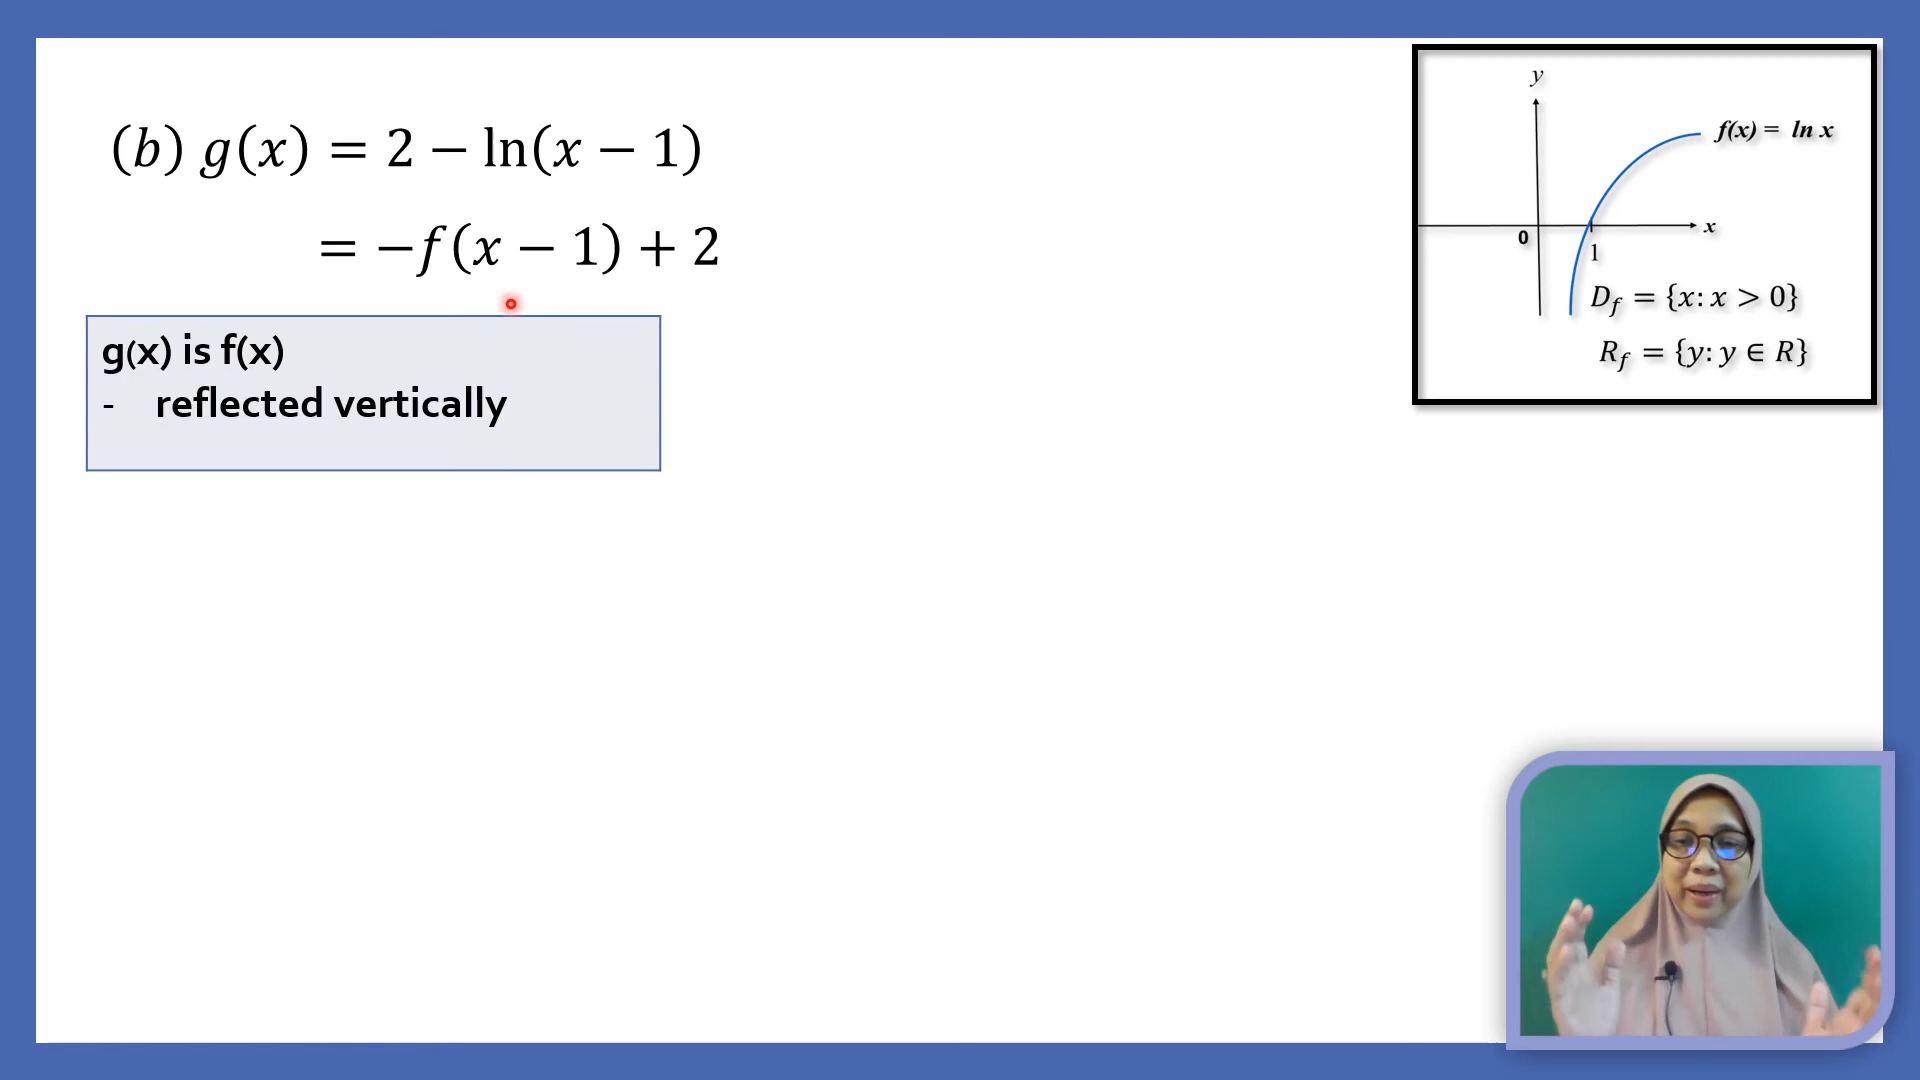 (b) g(x) = 2 − ln(x − 1)
= −f(x − 1) + 2
g(x) is f(x)
- reflected vertically
y
f(x) = ln x
x
0
1
D_f = {x: x > 0}
R_f = {y: y ∈ R}